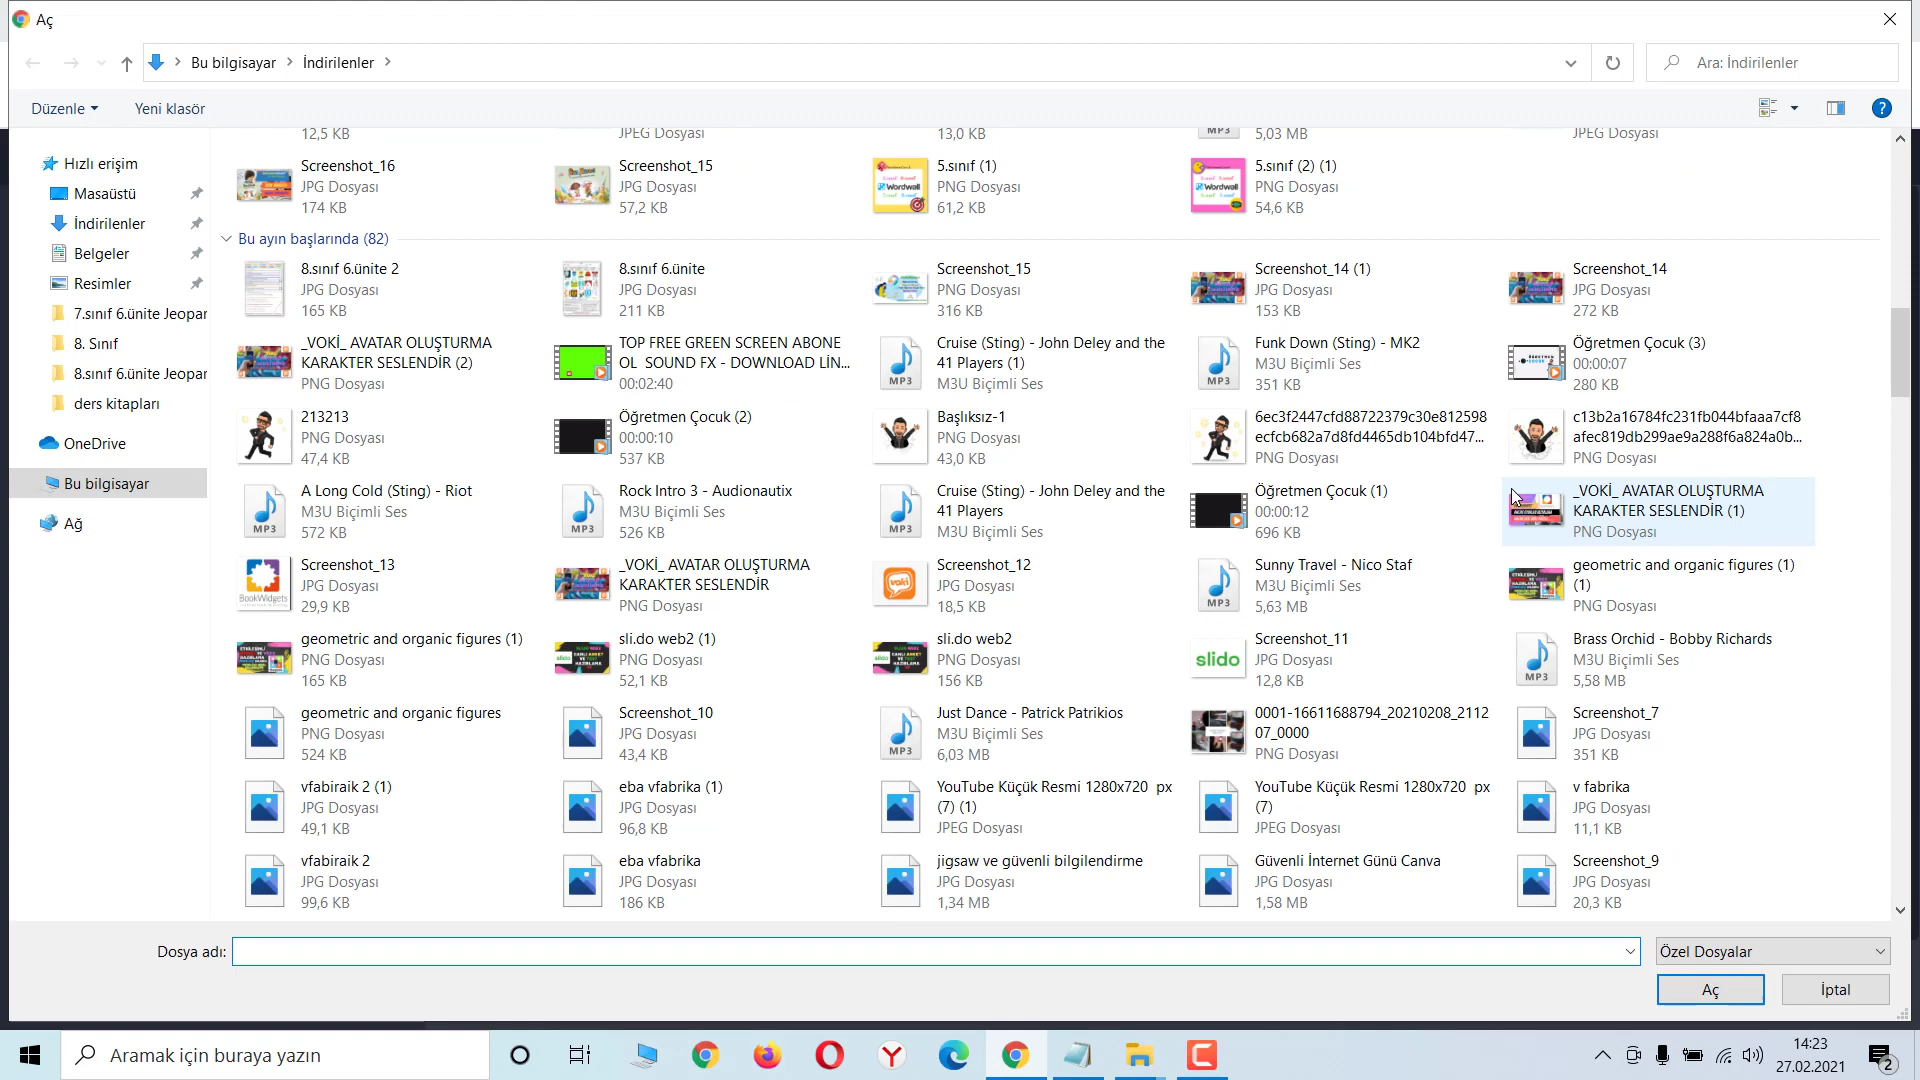 Aç
Bu bilgisayar
İndirilenler
Ara: İndirilenler
Düzenle
Yeni klasör
12,5 KB
JPEG Dosyası
13,0 KB
MP3
5,03 MB
JPEG Dosyası
Hızlı erişim
Masaüstü
İndirilenler
Belgeler
Resimler
7.sınıf 6.ünite Jeopar
8. Sınıf
8.sınıf 6.ünite Jeopar
ders kitapları
OneDrive
Bu bilgisayar
Ağ
Screenshot_16
JPG Dosyası
174 KB
Screenshot_15
JPG Dosyası
57,2 KB
Wordwall
5.sınıf (1)
PNG Dosyası
61,2 KB
Wordwall
5.sınıf (2) (1)
PNG Dosyası
54,6 KB
Bu ayın başlarında (82)
8.sınıf 6.ünite 2
JPG Dosyası
165 KB
8.sınıf 6.ünite
JPG Dosyası
211 KB
Screenshot_15
PNG Dosyası
316 KB
Screenshot_14 (1)
JPG Dosyası
153 KB
Screenshot_14
JPG Dosyası
272 KB
_VOKİ_ AVATAR OLUŞTURMA
KARAKTER SESLENDİR (2)
PNG Dosyası
TOP FREE GREEN SCREEN ABONE
OL  SOUND FX - DOWNLOAD LİN...
00:02:40
MP3
Cruise (Sting) - John Deley and the
41 Players (1)
M3U Biçimli Ses
MP3
Funk Down (Sting) - MK2
M3U Biçimli Ses
351 KB
Öğretmen Çocuk (3)
00:00:07
280 KB
213213
PNG Dosyası
47,4 KB
Öğretmen Çocuk (2)
00:00:10
537 KB
Başlıksız-1
PNG Dosyası
43,0 KB
6ec3f2447cfd88722379c30e812598
ecfcb682a7d8fd4465db104bfd47...
PNG Dosyası
c13b2a16784fc231fb044bfaaa7cf8
afec819db299ae9a288f6a824a0b...
PNG Dosyası
MP3
A Long Cold (Sting) - Riot
M3U Biçimli Ses
572 KB
MP3
Rock Intro 3 - Audionautix
M3U Biçimli Ses
526 KB
MP3
Cruise (Sting) - John Deley and the
41 Players
M3U Biçimli Ses
Öğretmen Çocuk (1)
00:00:12
696 KB
_VOKİ_ AVATAR OLUŞTURMA
KARAKTER SESLENDİR (1)
PNG Dosyası
BookWidgets
Screenshot_13
JPG Dosyası
29,9 KB
_VOKİ_ AVATAR OLUŞTURMA
KARAKTER SESLENDİR
PNG Dosyası
voki
Screenshot_12
JPG Dosyası
18,5 KB
MP3
Sunny Travel - Nico Staf
M3U Biçimli Ses
5,63 MB
geometric and organic figures (1)
(1)
PNG Dosyası
geometric and organic figures (1)
PNG Dosyası
165 KB
sli.do web2 (1)
PNG Dosyası
52,1 KB
sli.do web2
PNG Dosyası
156 KB
slido
Screenshot_11
JPG Dosyası
12,8 KB
MP3
Brass Orchid - Bobby Richards
M3U Biçimli Ses
5,58 MB
geometric and organic figures
PNG Dosyası
524 KB
Screenshot_10
JPG Dosyası
43,4 KB
MP3
Just Dance - Patrick Patrikios
M3U Biçimli Ses
6,03 MB
0001-16611688794_20210208_2112
07_0000
PNG Dosyası
Screenshot_7
JPG Dosyası
351 KB
vfabiraik 2 (1)
JPG Dosyası
49,1 KB
eba vfabrika (1)
JPG Dosyası
96,8 KB
YouTube Küçük Resmi 1280x720  px
(7) (1)
JPEG Dosyası
YouTube Küçük Resmi 1280x720  px
(7)
JPEG Dosyası
v fabrika
JPG Dosyası
11,1 KB
vfabiraik 2
JPG Dosyası
99,6 KB
eba vfabrika
JPG Dosyası
186 KB
jigsaw ve güvenli bilgilendirme
JPG Dosyası
1,34 MB
Güvenli İnternet Günü Canva
JPG Dosyası
1,58 MB
Screenshot_9
JPG Dosyası
20,3 KB
Dosya adı:
Özel Dosyalar
Aç
İptal
Aramak için buraya yazın
14:23
27.02.2021
2